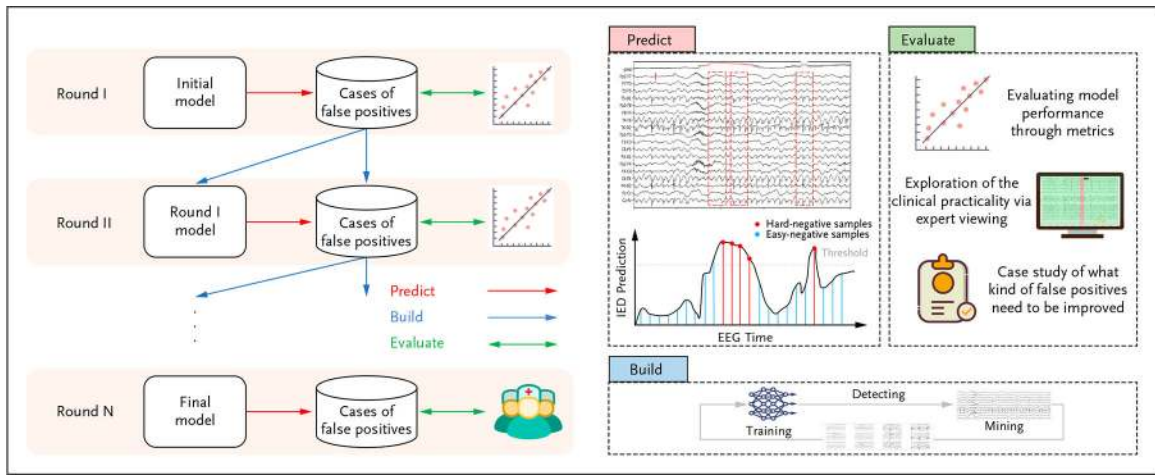 Round I
Initial
model
Cases of
false positives
Round II
Round I
model
Cases of
false positives
Predict
Build
Evaluate
Round N
Final
model
Cases of
false positives
Predict
Hard-negative samples
Easy-negative samples
Threshold
IED Prediction
EEG Time
Evaluate
Evaluating model
performance
through metrics
Exploration of the
clinical practicality via
expert viewing
Case study of what
kind of false positives
need to be improved
Build
Detecting
Training
Mining